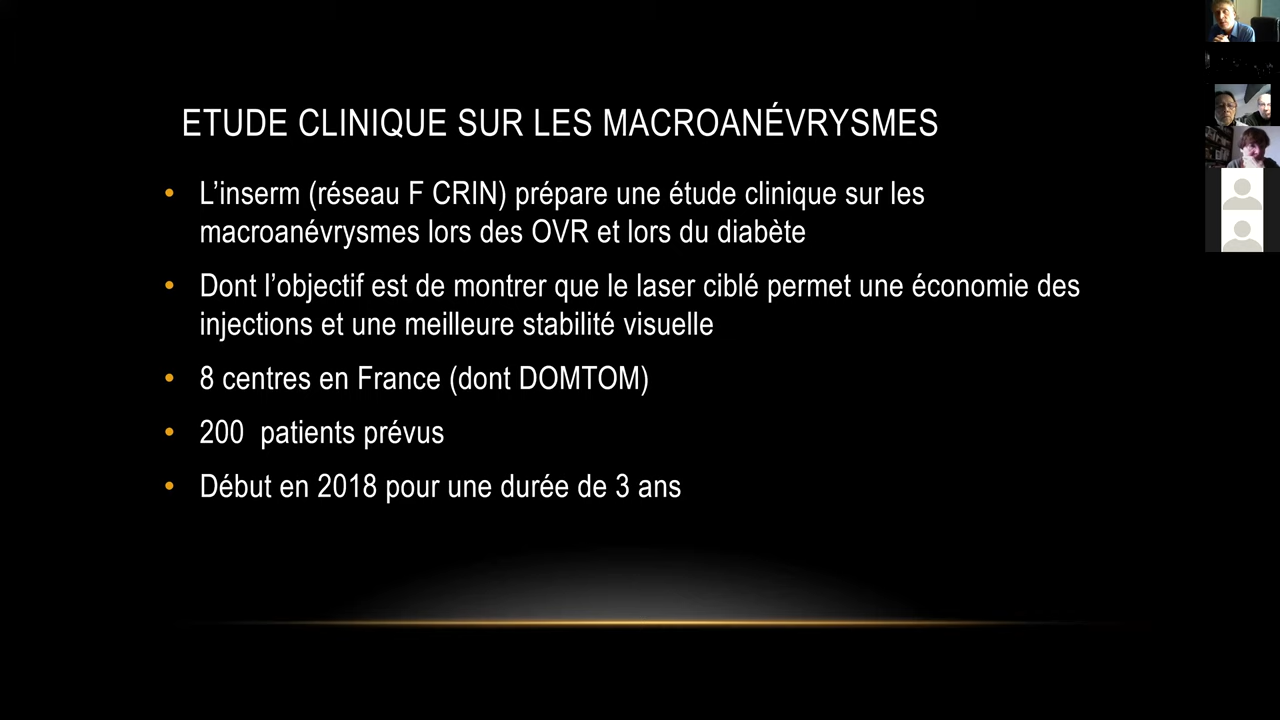 ETUDE CLINIQUE SUR LES MACROANÉVRYSMES
• L’inserm (réseau F CRIN) prépare une étude clinique sur les
macroanévrysmes lors des OVR et lors du diabète
• Dont l’objectif est de montrer que le laser ciblé permet une économie des
injections et une meilleure stabilité visuelle
• 8 centres en France (dont DOMTOM)
• 200 patients prévus
• Début en 2018 pour une durée de 3 ans